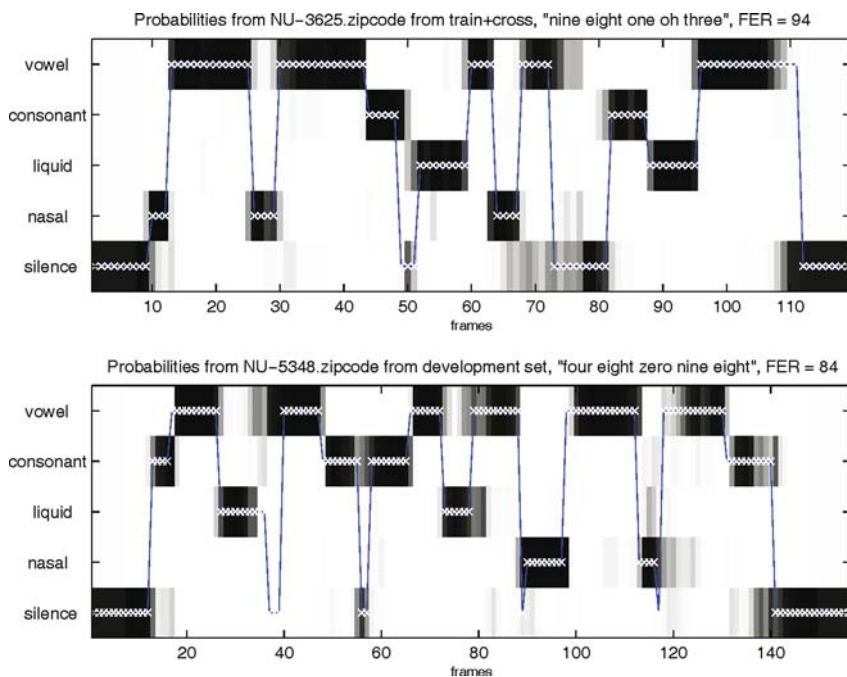 Probabilities from NU−3625.zipcode from train+cross, "nine eight one oh three", FER = 94
vowel
consonant
liquid
nasal
silence
10 20 30 40 50 60 70 80 90 100 110
frames
Probabilities from NU−5348.zipcode from development set, "four eight zero nine eight", FER = 84
vowel
consonant
liquid
nasal
silence
20 40 60 80 100 120 140
frames